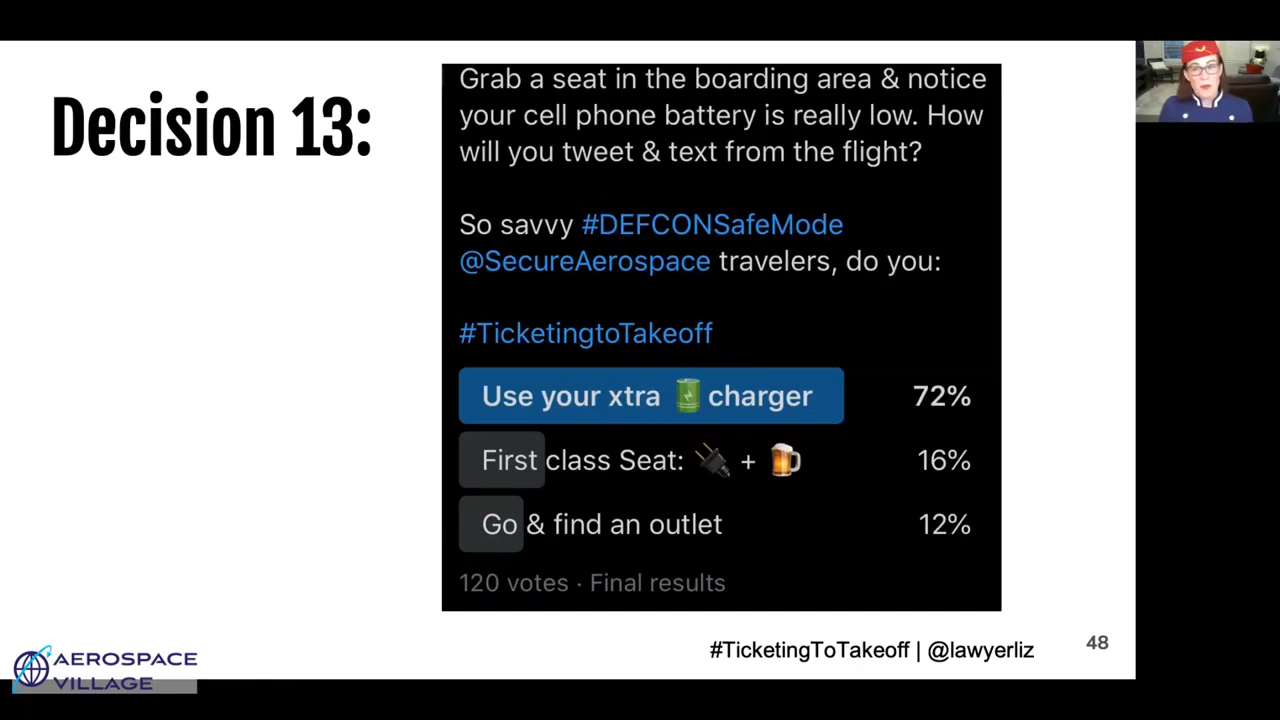 Decision 13:
Grab a seat in the boarding area & notice
your cell phone battery is really low. How
will you tweet & text from the flight?
So savvy #DEFCONSafeMode
@SecureAerospace travelers, do you:
#TicketingtoTakeoff
Use your xtra 🔋 charger 72%
First class Seat: 🔌 + 🍺 16%
Go & find an outlet 12%
120 votes · Final results
#TicketingToTakeoff | @lawyerliz
48
AEROSPACE
VILLAGE